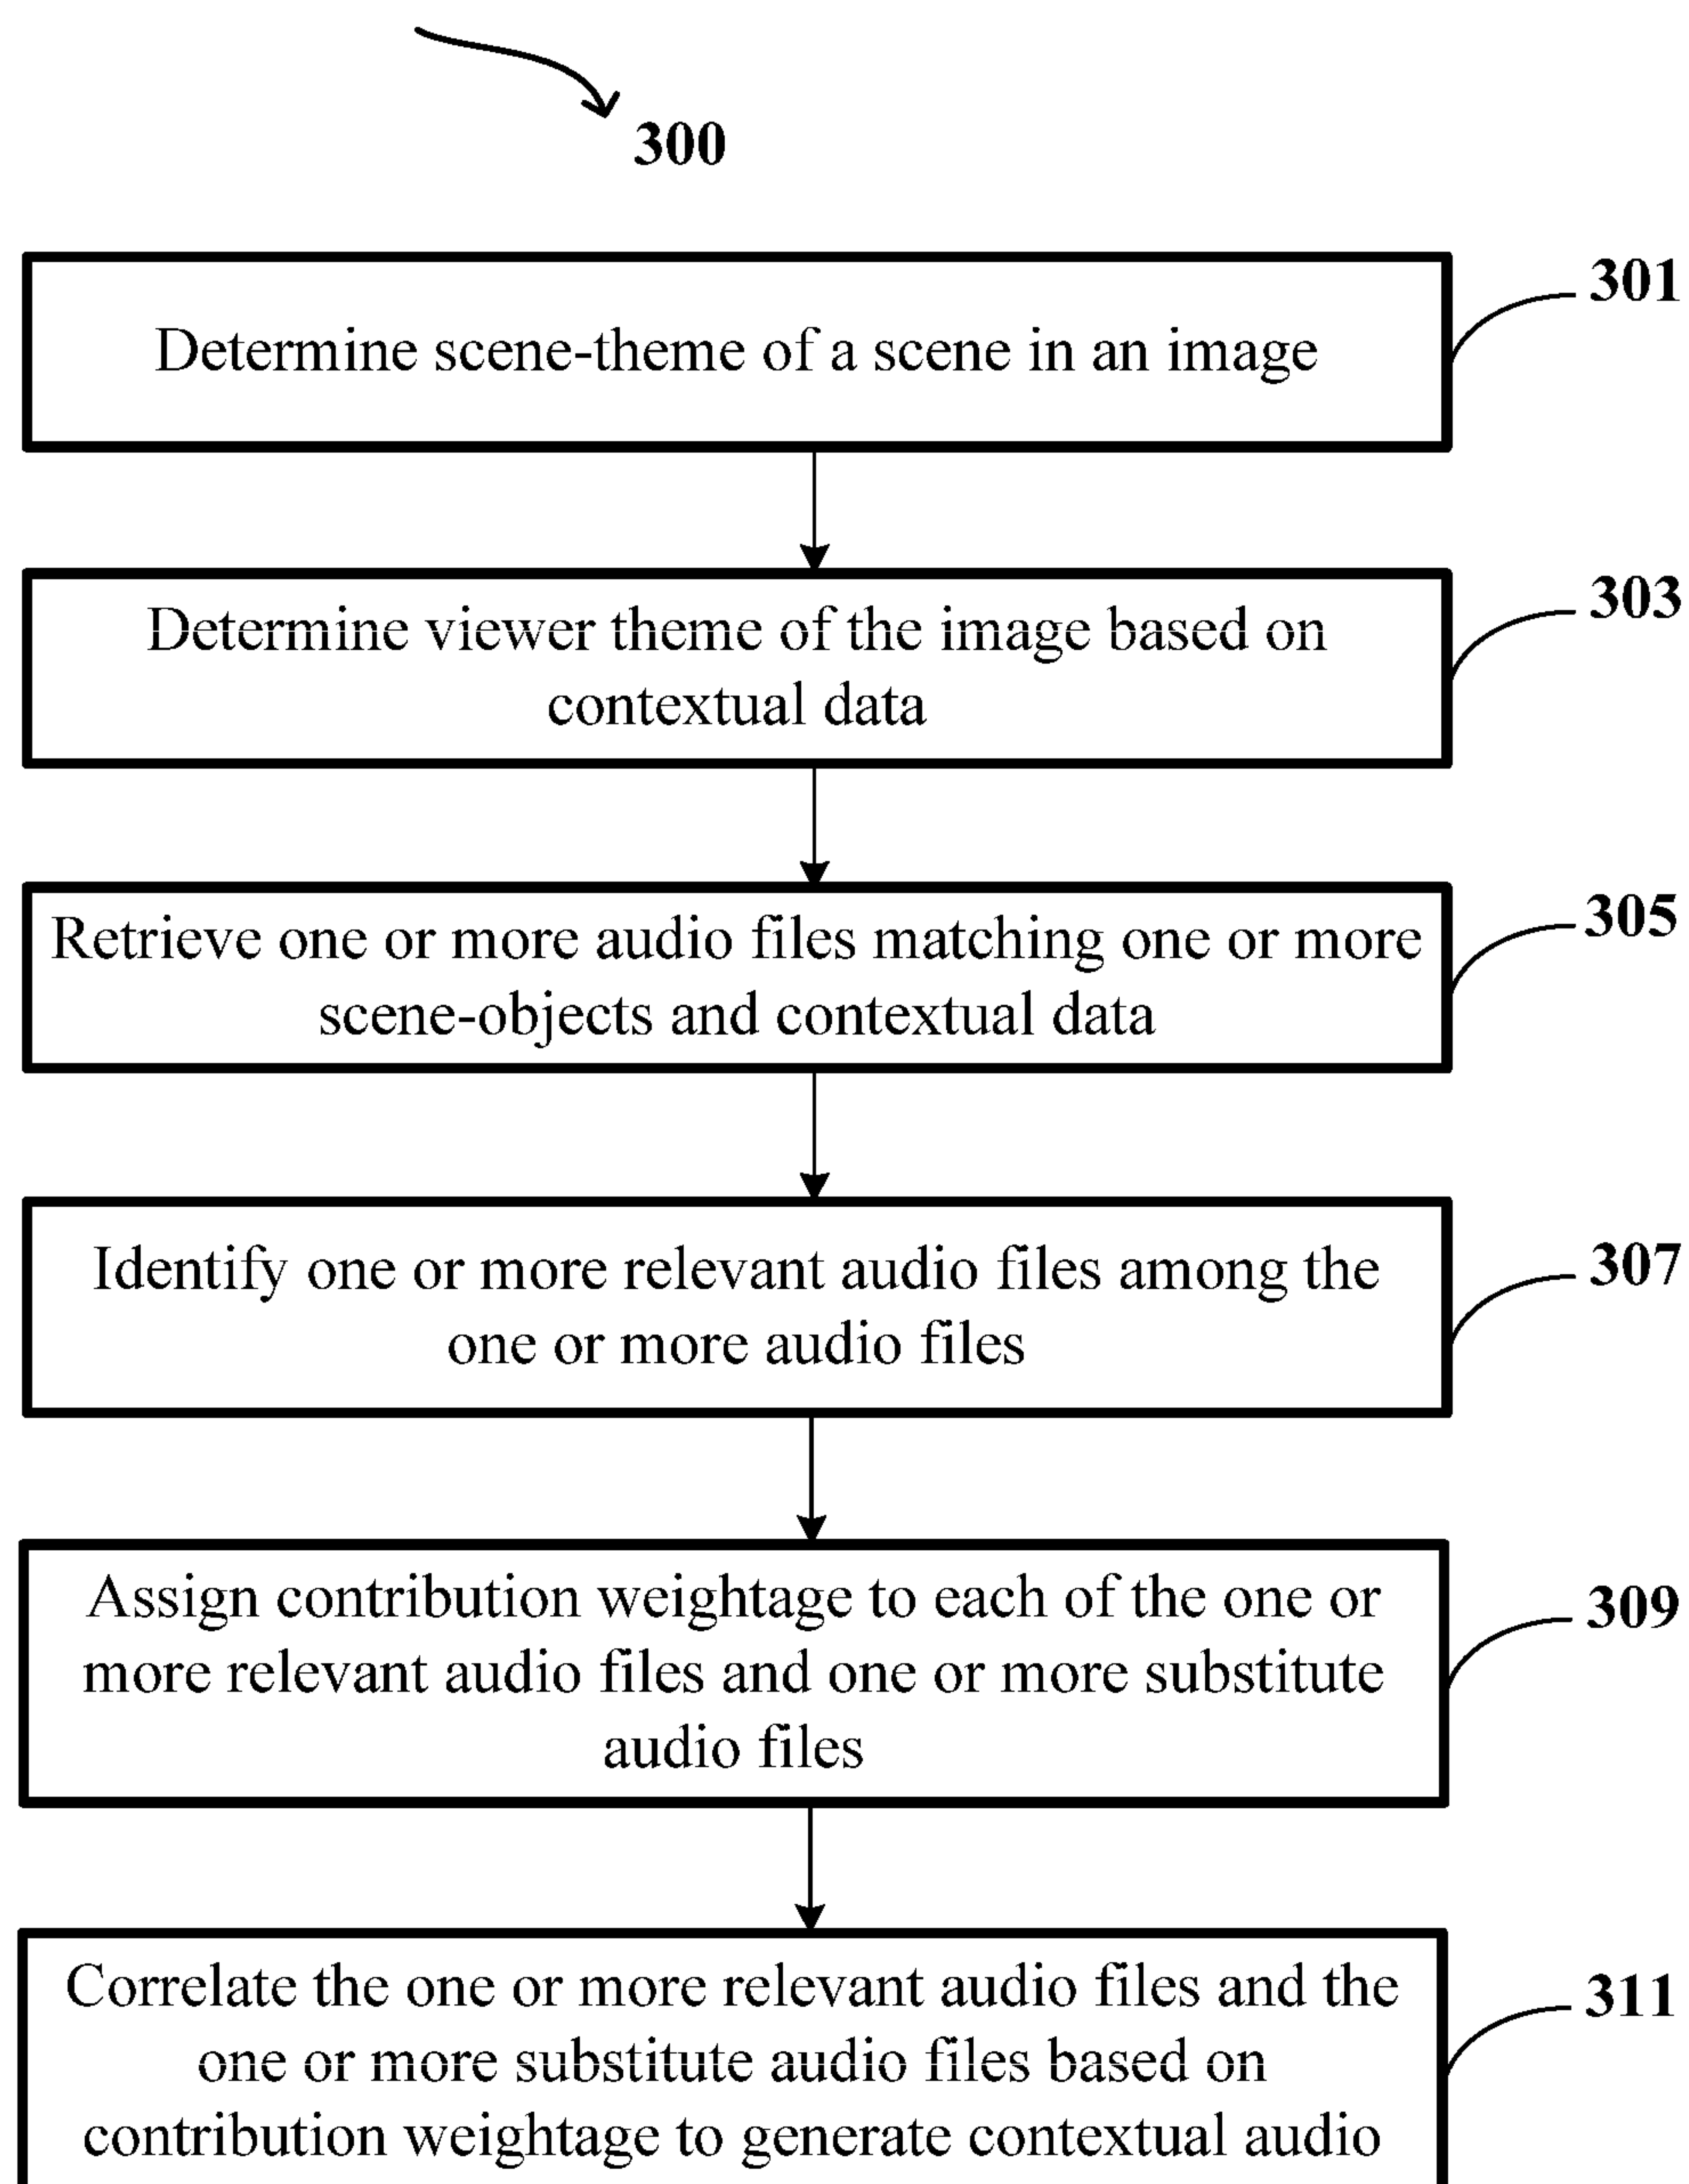 300
301
Determine scene-theme of a scene in an image
303
Determine viewer theme of the image based on
contextual data
305
Retrieve one or more audio files matching one or more
scene-objects and contextual data
307
Identify one or more relevant audio files among the
one or more audio files
309
Assign contribution weightage to each of the one or
more relevant audio files and one or more substitute
audio files
311
Correlate the one or more relevant audio files and the
one or more substitute audio files based on
contribution weightage to generate contextual audio